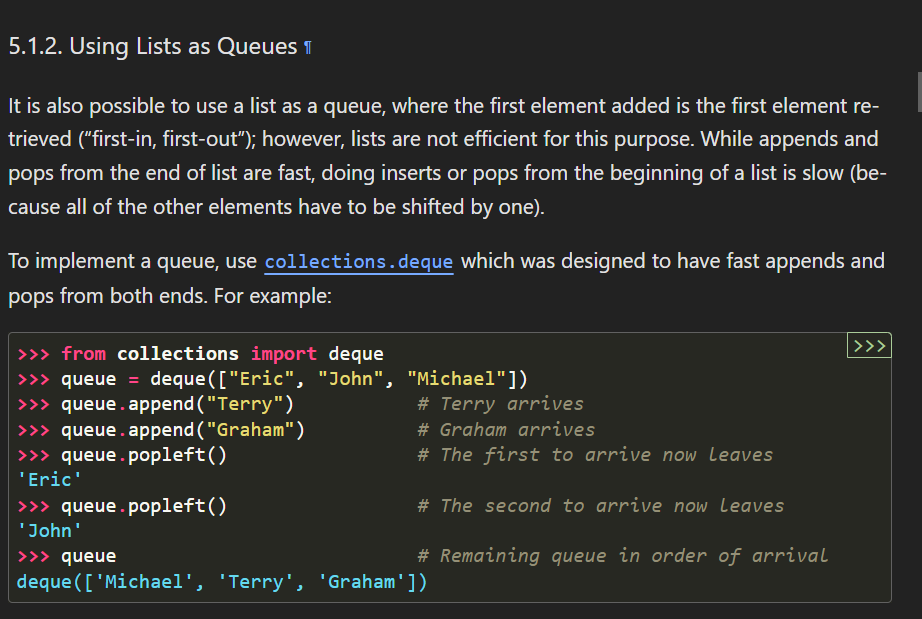 5.1.2. Using Lists as Queues ¶
It is also possible to use a list as a queue, where the first element added is the first element re-
trieved (“first-in, first-out”); however, lists are not efficient for this purpose. While appends and
pops from the end of list are fast, doing inserts or pops from the beginning of a list is slow (be-
cause all of the other elements have to be shifted by one).
To implement a queue, use collections.deque which was designed to have fast appends and
pops from both ends. For example:
>>>
>>> from collections import deque
>>> queue = deque(["Eric", "John", "Michael"])
>>> queue.append("Terry")           # Terry arrives
>>> queue.append("Graham")          # Graham arrives
>>> queue.popleft()                 # The first to arrive now leaves
'Eric'
>>> queue.popleft()                 # The second to arrive now leaves
'John'
>>> queue                           # Remaining queue in order of arrival
deque(['Michael', 'Terry', 'Graham'])